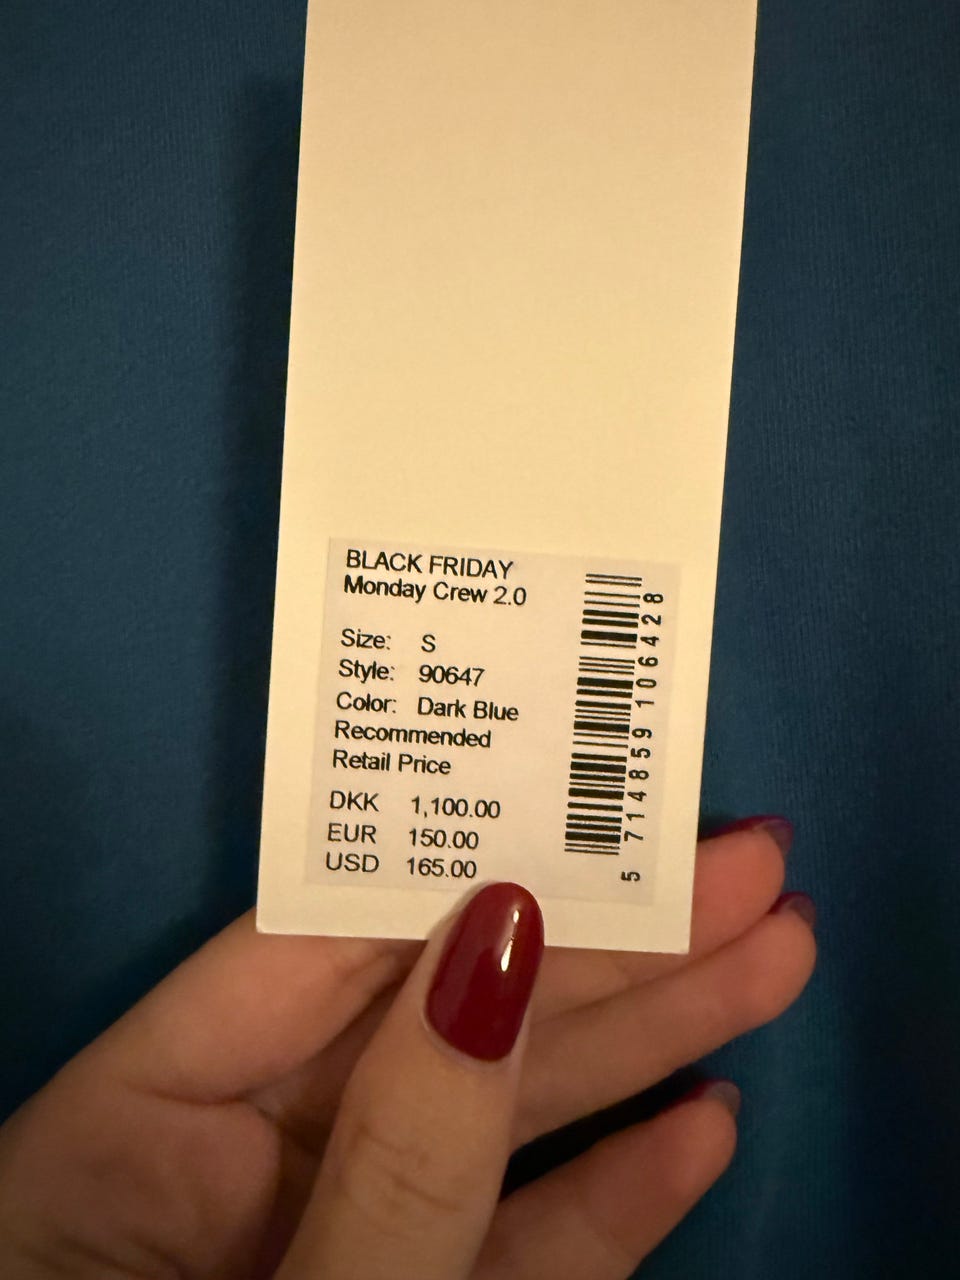 BLACK FRIDAY
Monday Crew 2.0
Size: S
Style: 90647
Color: Dark Blue
Recommended
Retail Price
DKK 1,100.00
EUR 150.00
USD 165.00
5 714859 106428